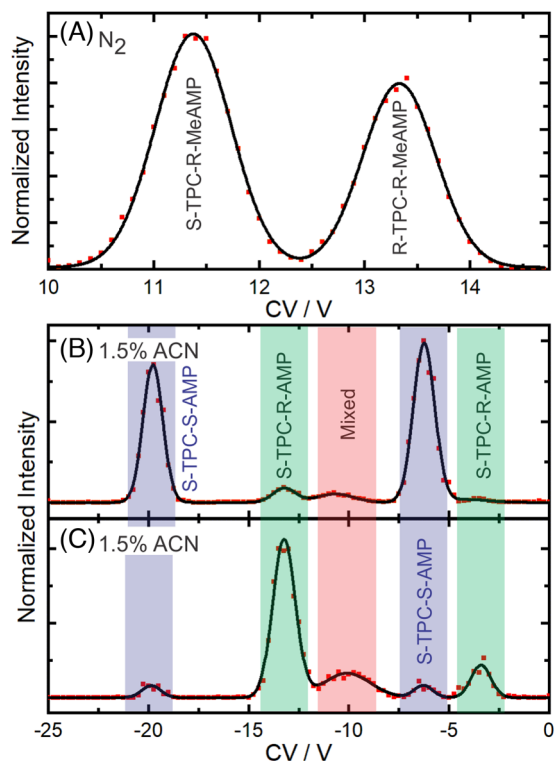 (A) N2
Normalized Intensity
S-TPC-R-MeAMP
R-TPC-R-MeAMP
10 11 12 13 14
CV / V
(B) 1.5% ACN
S-TPC-S-AMP
S-TPC-R-AMP
Mixed
S-TPC-R-AMP
Normalized Intensity
(C) 1.5% ACN
S-TPC-S-AMP
-25 -20 -15 -10 -5 0
CV / V